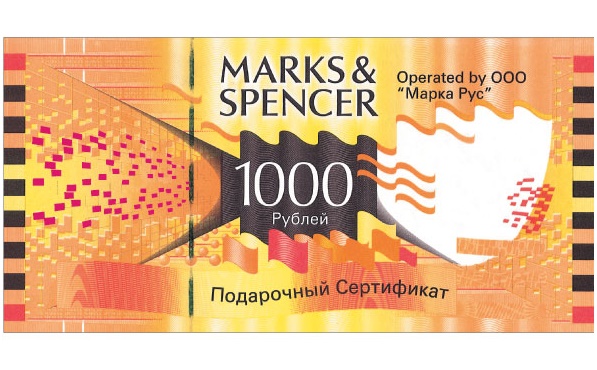 MARKS &
SPENCER
Operated by ООО
“Марка Рус”
1000
Рублей
Подарочный Сертификат